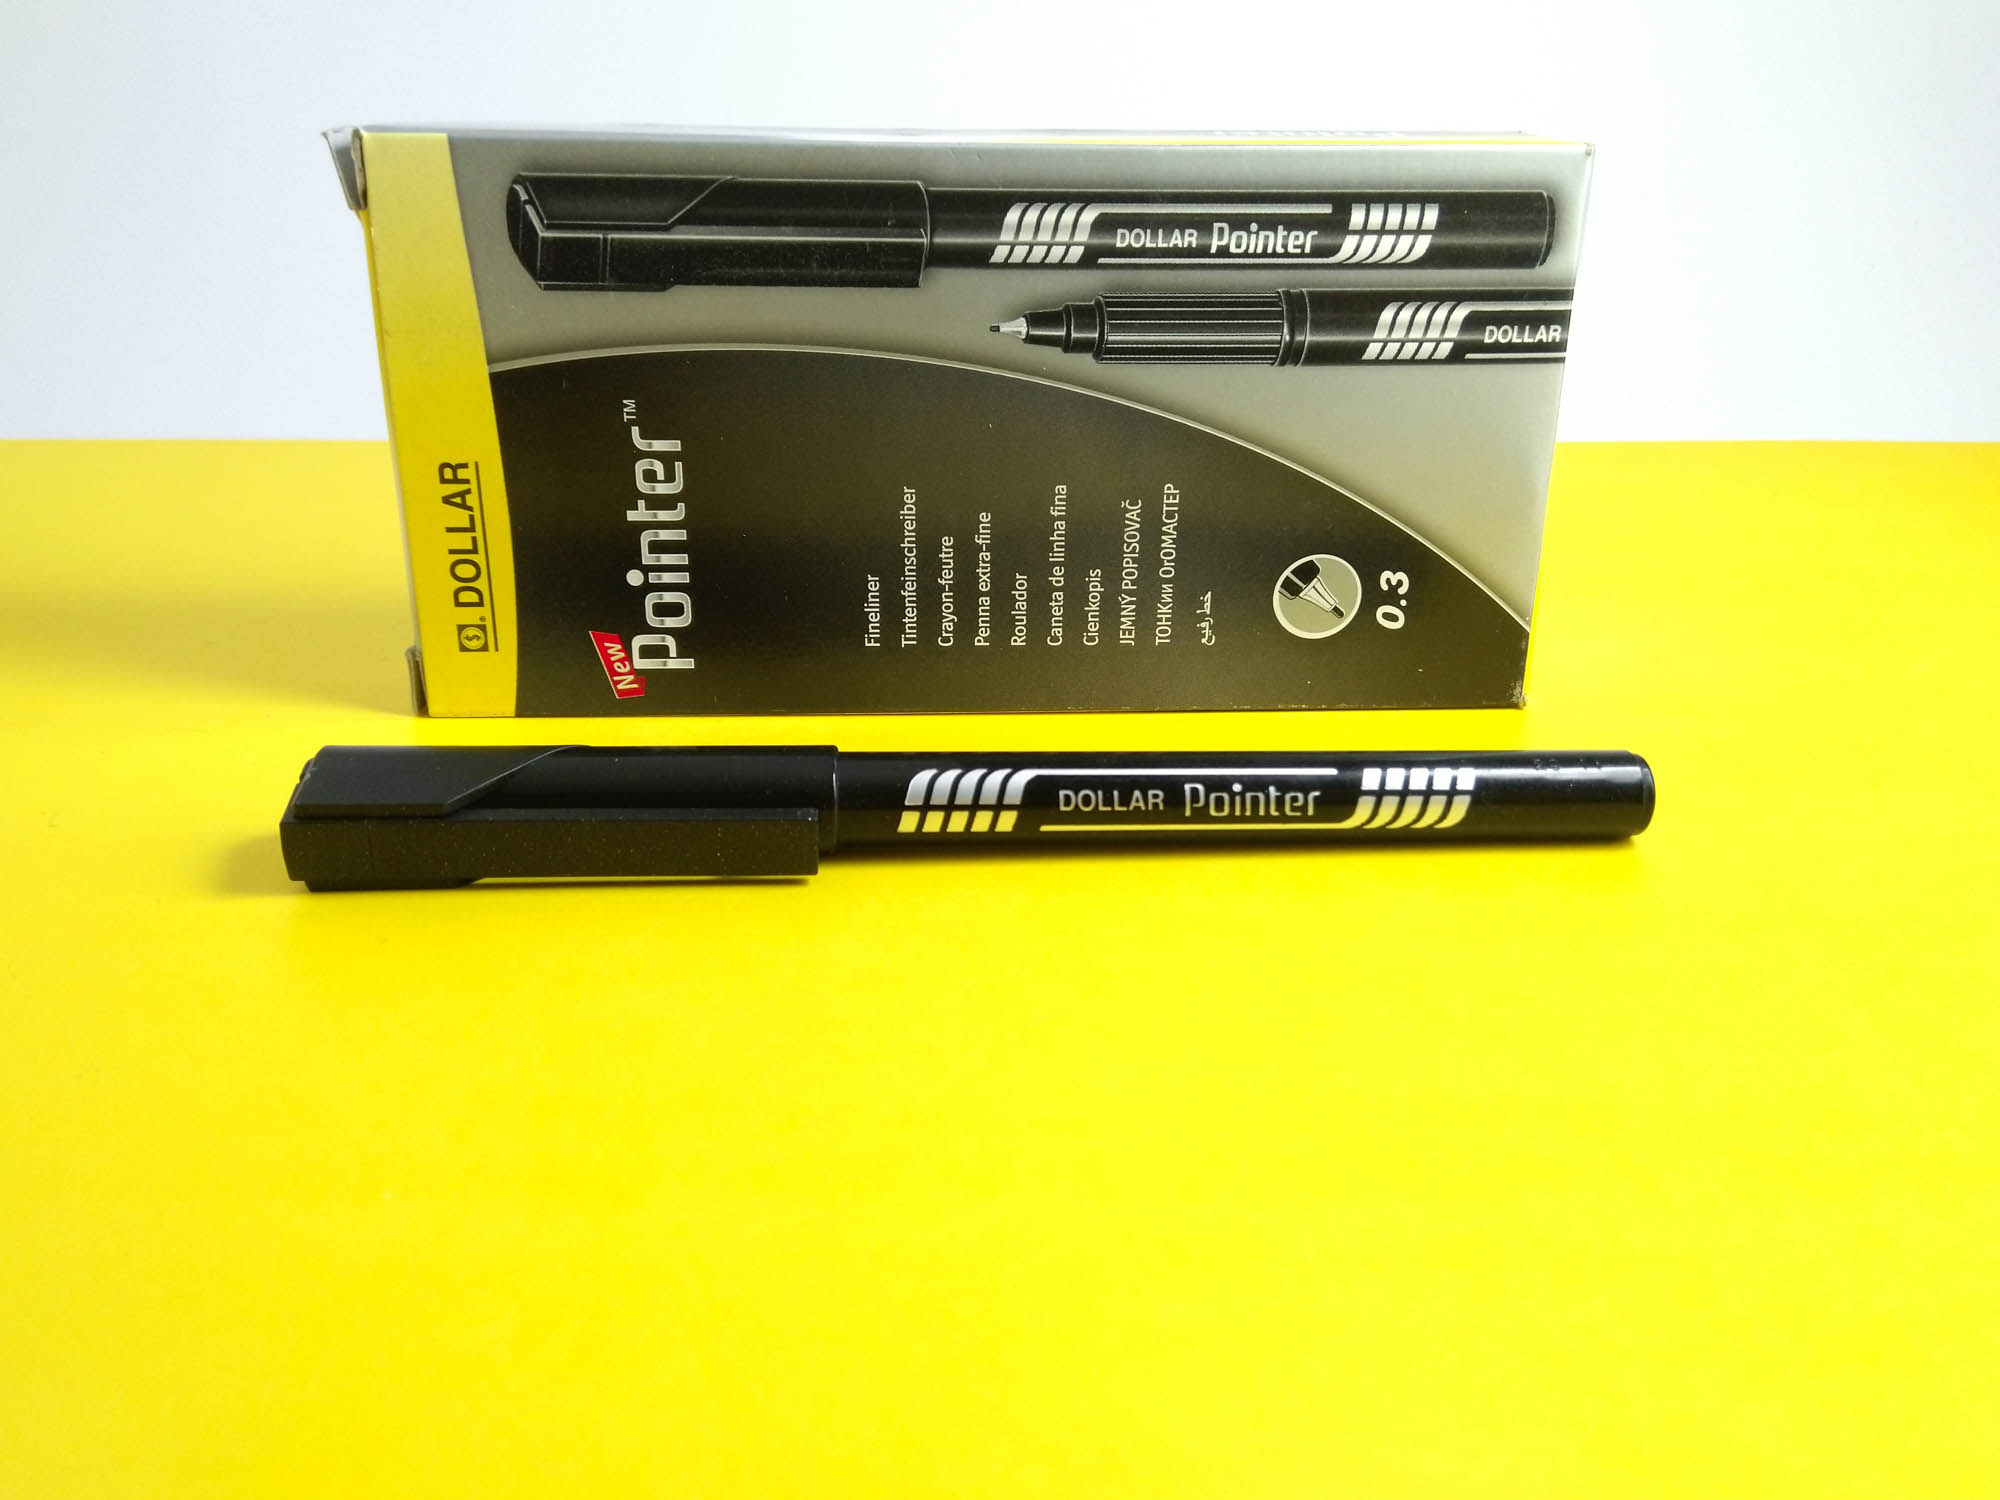 DOLLAR Pointer
DOLLAR
$® DOLLAR
New
Pointer™
Fineliner
Tintenfeinschreiber
Crayon-feutre
Penna extra-fine
Roulador
Caneta de linha fina
Cienkopis
JEMNÝ POPISOVAČ
ТОНКии ОгОМАСТЕР
خط رفيع
0.3
DOLLAR Pointer